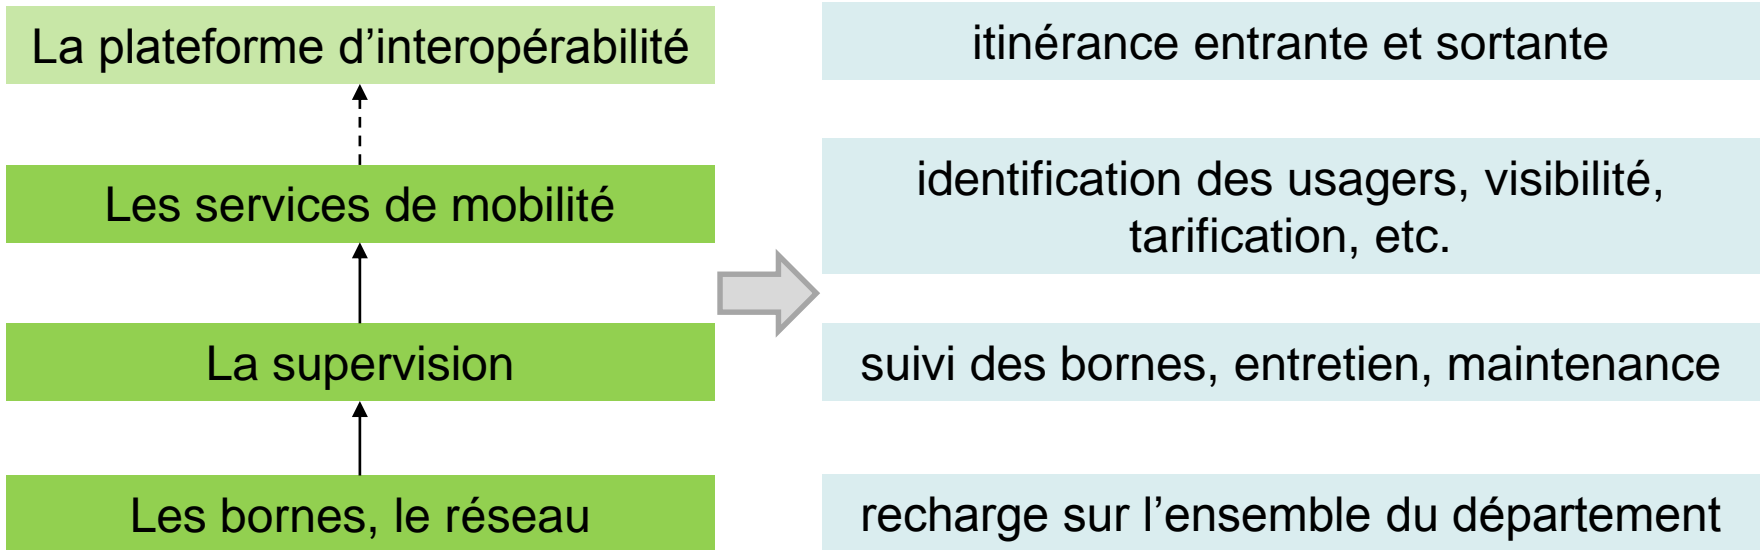 La plateforme d’interopérabilité
itinérance entrante et sortante
Les services de mobilité
identification des usagers, visibilité,
tarification, etc.
La supervision
suivi des bornes, entretien, maintenance
Les bornes, le réseau
recharge sur l’ensemble du département